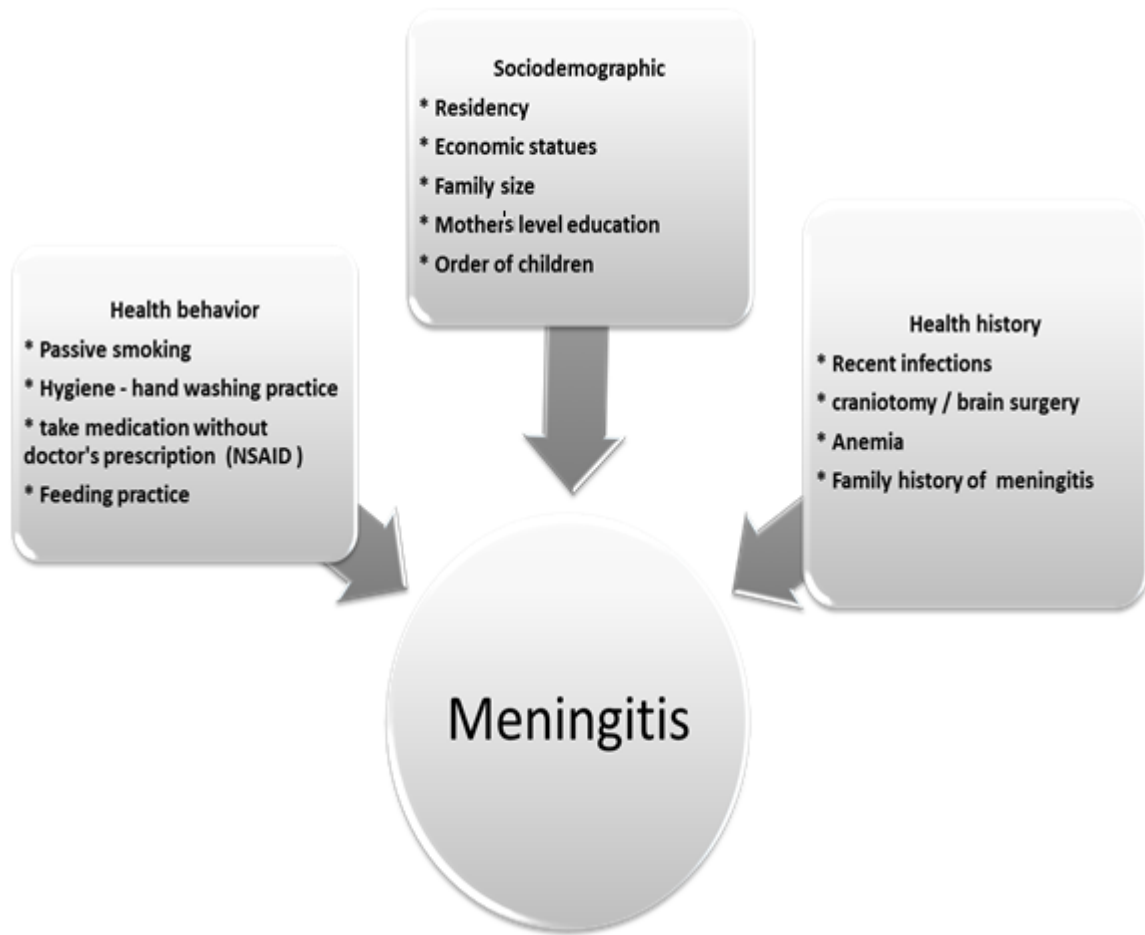 Sociodemographic
* Residency
* Economic statues
* Family size
* Mother's level education
* Order of children
Health behavior
* Passive smoking
* Hygiene - hand washing practice
* take medication without
doctor's prescription (NSAID )
* Feeding practice
Health history
* Recent infections
* craniotomy / brain surgery
* Anemia
* Family history of meningitis
Meningitis